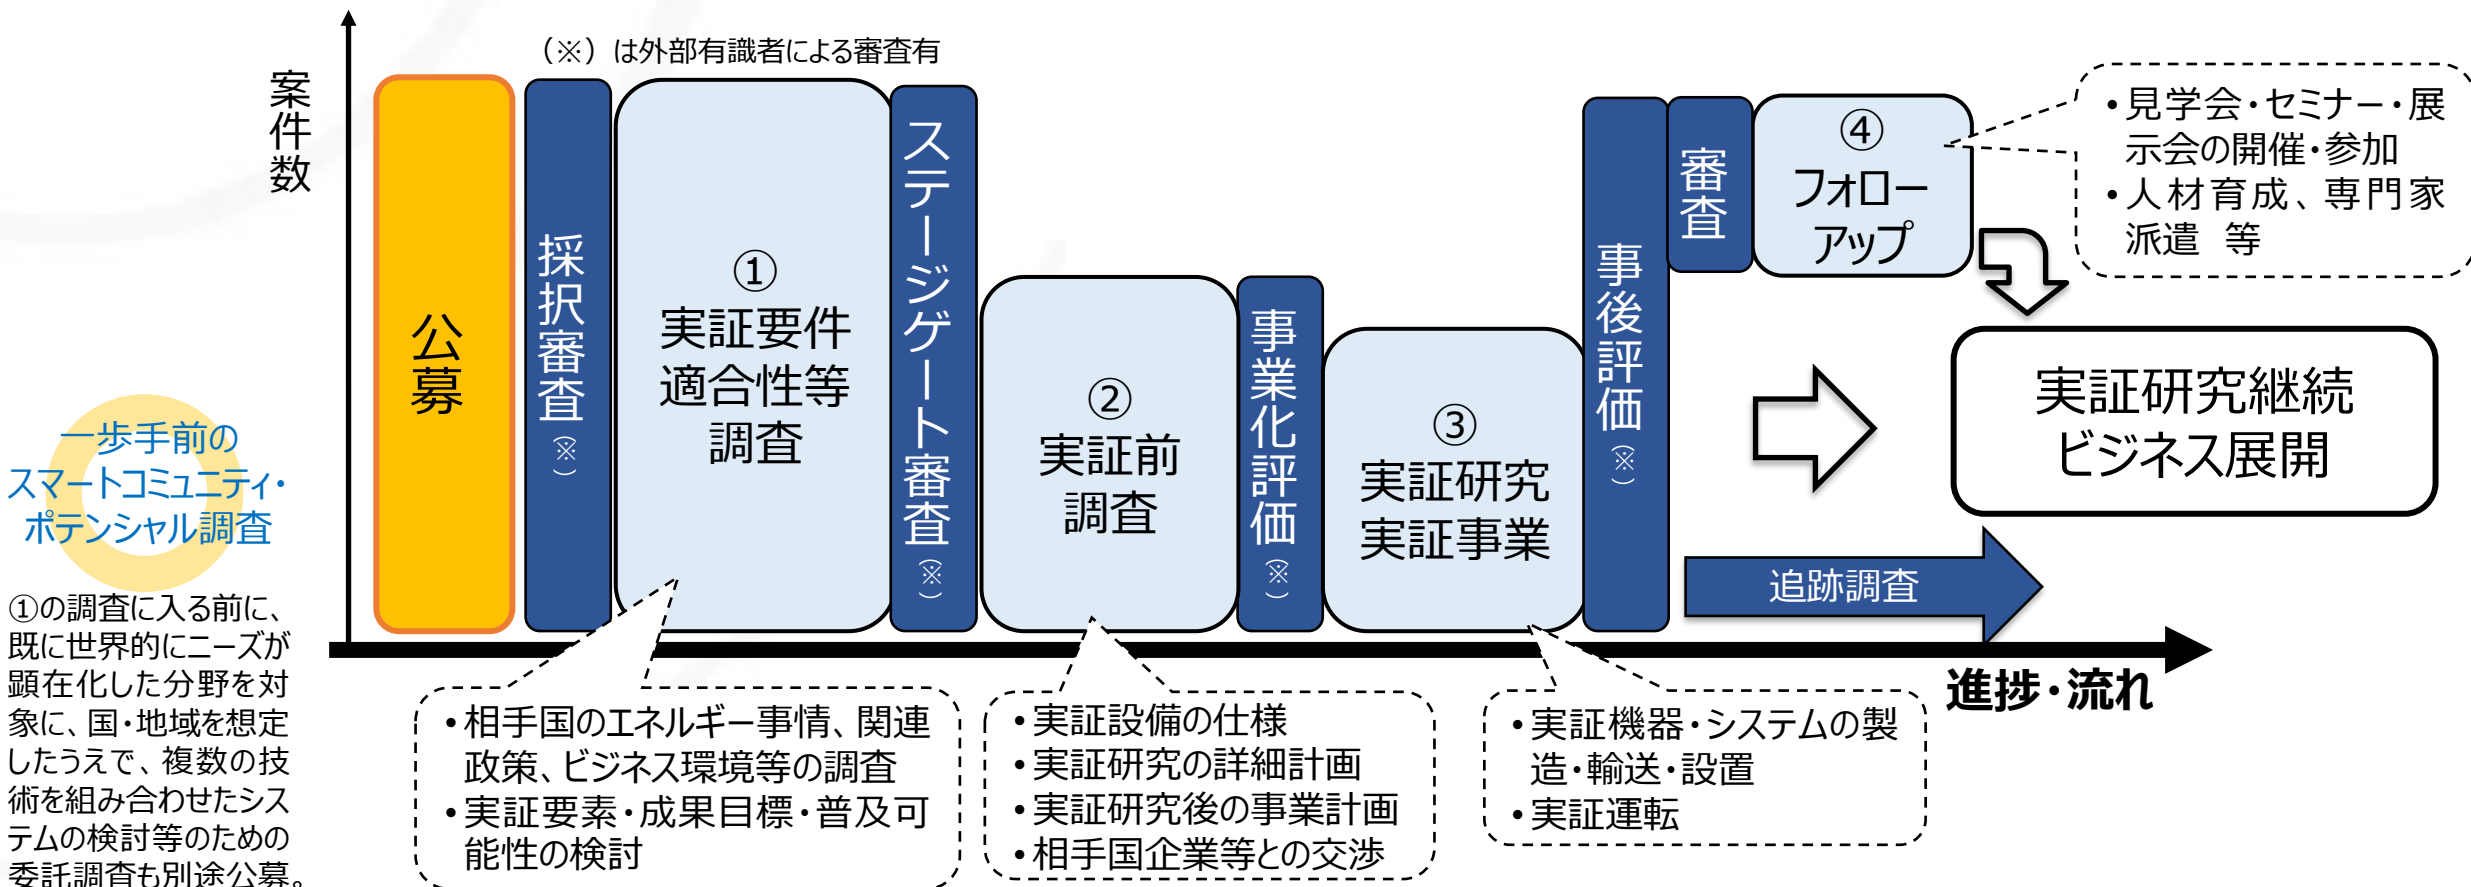 (※)は外部有識者による審査有
案件数
公募
採択審査(※)
①
実証要件
適合性等
調査
ステージゲート審査(※)
②
実証前
調査
事業化評価(※)
③
実証研究
実証事業
事後評価(※)
審査
④
フォロー
アップ
•見学会・セミナー・展
示会の開催・参加
•人材育成、専門家
派遣 等
実証研究継続
ビジネス展開
追跡調査
進捗・流れ
一歩手前の
スマートコミュニティ・
ポテンシャル調査
①の調査に入る前に、
既に世界的にニーズが
顕在化した分野を対
象に、国・地域を想定
したうえで、複数の技
術を組み合わせたシス
テムの検討等のための
委託調査も別途公募。
•相手国のエネルギー事情、関連
政策、ビジネス環境等の調査
•実証要素・成果目標・普及可
能性の検討
•実証設備の仕様
•実証研究の詳細計画
•実証研究後の事業計画
•相手国企業等との交渉
•実証機器・システムの製
造・輸送・設置
•実証運転